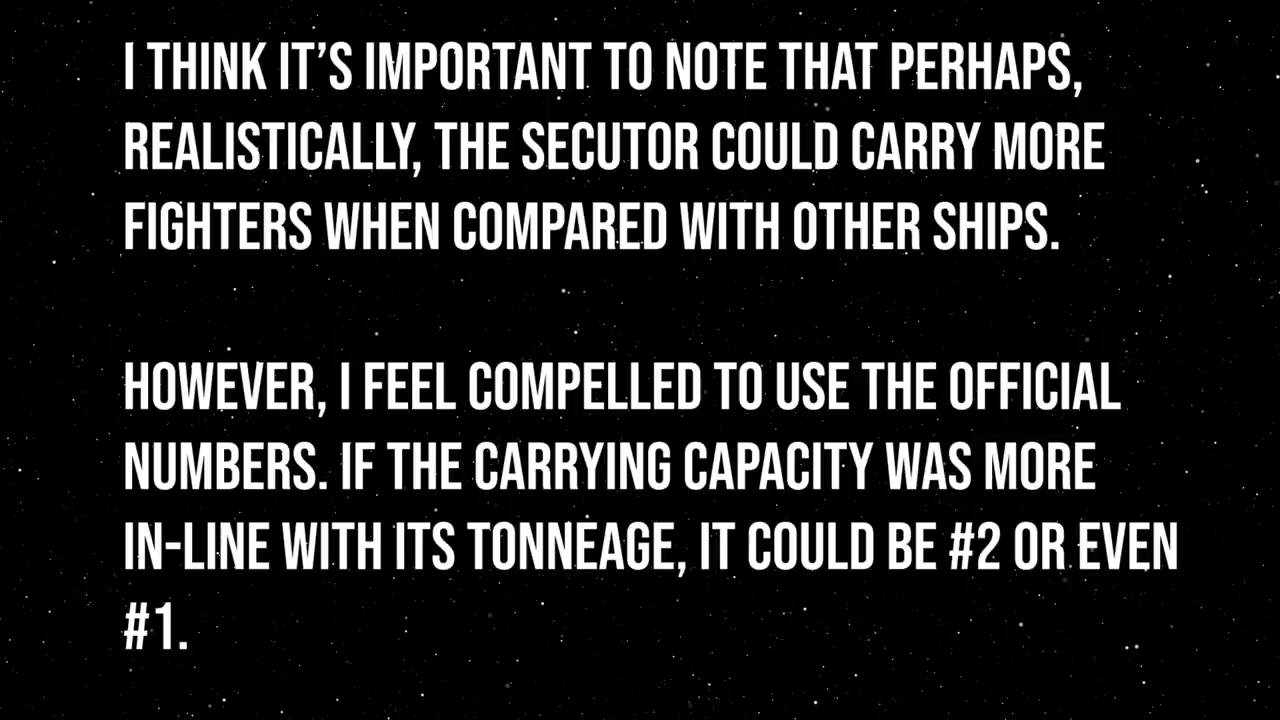 I THINK IT’S IMPORTANT TO NOTE THAT PERHAPS,
REALISTICALLY, THE SECUTOR COULD CARRY MORE
FIGHTERS WHEN COMPARED WITH OTHER SHIPS.
HOWEVER, I FEEL COMPELLED TO USE THE OFFICIAL
NUMBERS. IF THE CARRYING CAPACITY WAS MORE
IN-LINE WITH ITS TONNEAGE, IT COULD BE #2 OR EVEN
#1.